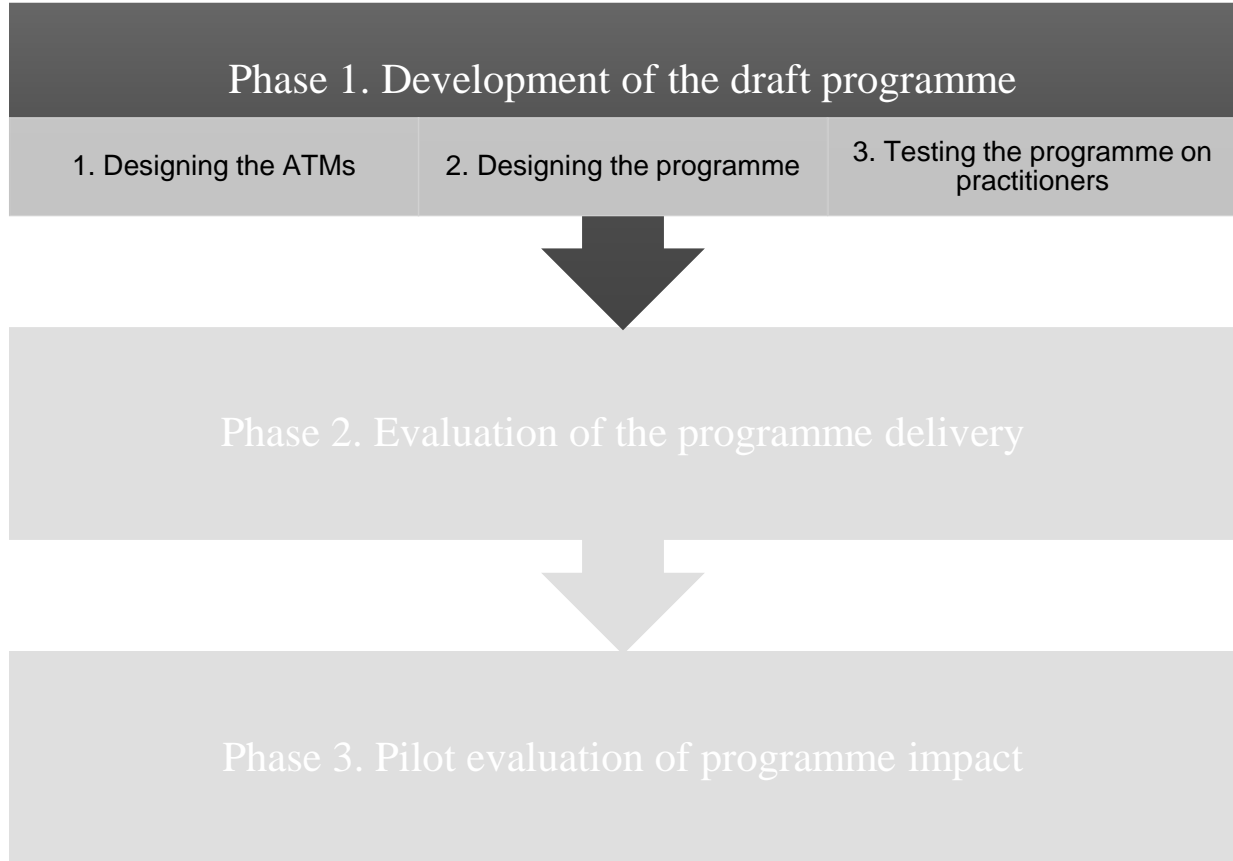 Phase 1. Development of the draft programme
1. Designing the ATMs
2. Designing the programme
3. Testing the programme on
practitioners
Phase 2. Evaluation of the programme delivery
Phase 3. Pilot evaluation of programme impact